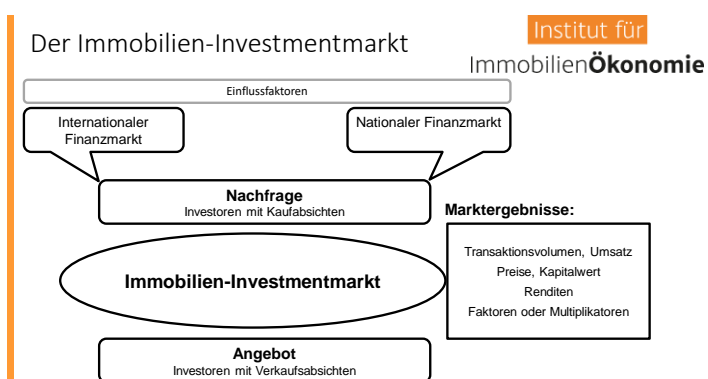 Der Immobilien-Investmentmarkt
Institut für
ImmobilienÖkonomie
Einflussfaktoren
Internationaler
Finanzmarkt
Nationaler Finanzmarkt
Nachfrage
Investoren mit Kaufabsichten
Marktergebnisse:
Transaktionsvolumen, Umsatz
Preise, Kapitalwert
Renditen
Faktoren oder Multiplikatoren
Immobilien-Investmentmarkt
Angebot
Investoren mit Verkaufsabsichten